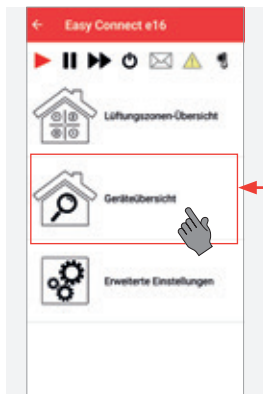 Easy Connect e16
Lüftungszonen-Übersicht
Geräteübersicht
Erweiterte Einstellungen